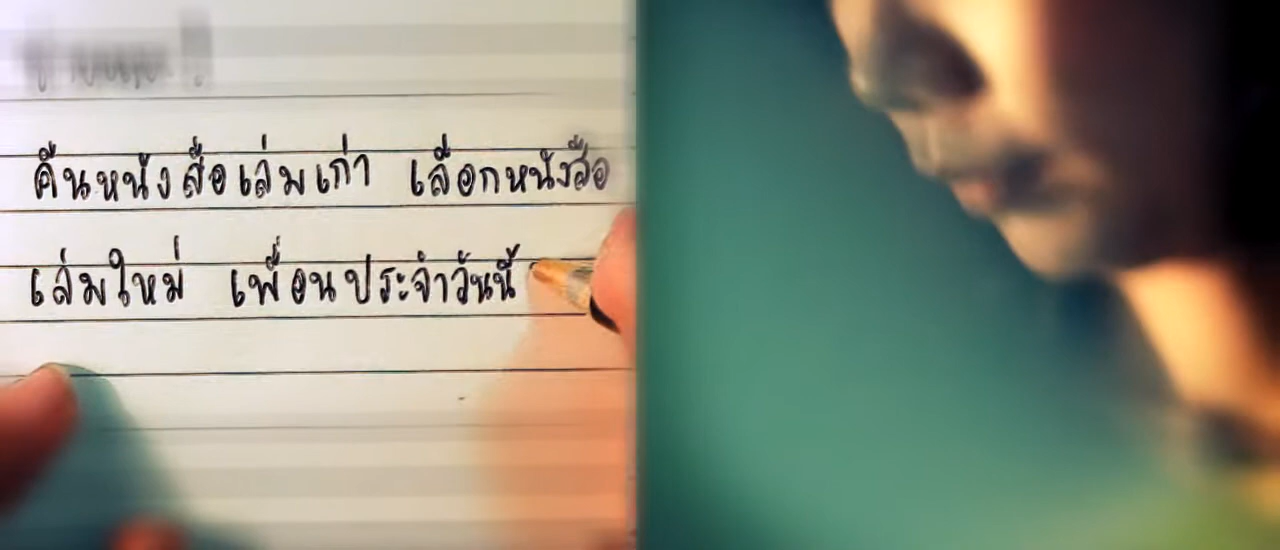 คืนหนังสือเล่มเก่า เลือกหนังสือ
เล่มใหม่ เพื่อนประจำวันนี้